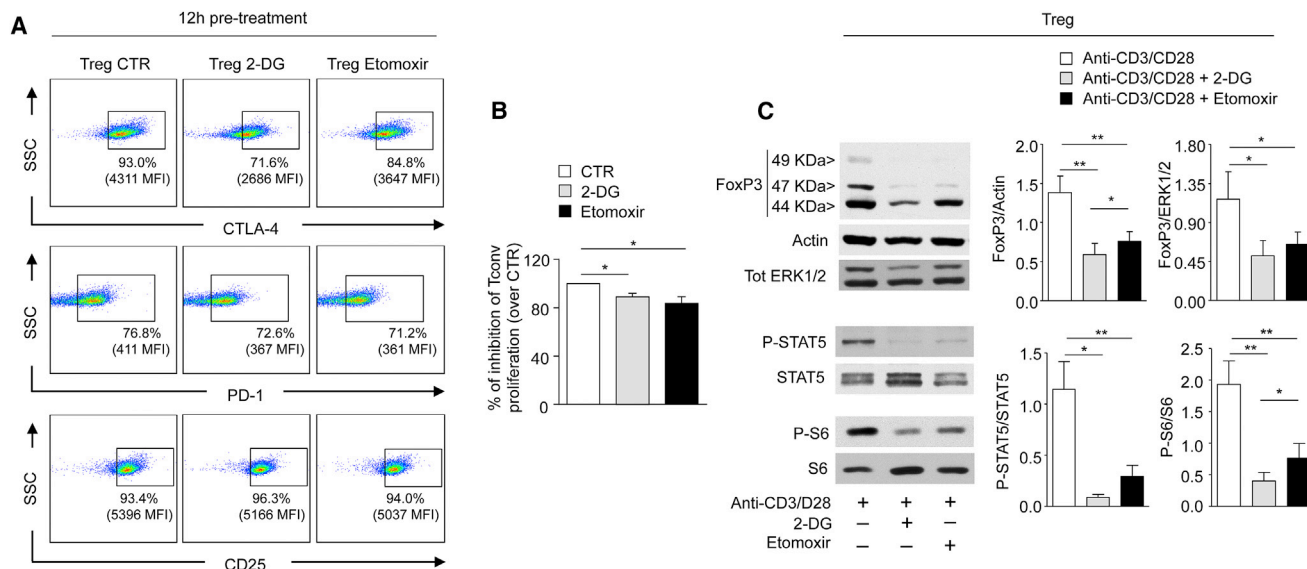 A
12h pre-treatment
Treg CTR Treg 2-DG Treg Etomoxir
SSC
93.0% 71.6% 84.8%
(4311 MFI) (2686 MFI) (3647 MFI)
CTLA-4
SSC
76.8% 72.6% 71.2%
(411 MFI) (367 MFI) (361 MFI)
PD-1
SSC
93.4% 96.3% 94.0%
(5396 MFI) (5166 MFI) (5037 MFI)
CD25
B
CTR
2-DG
Etomoxir
% of inhibition of Tconv
proliferation (over CTR)
120
80
40
0
*
*
C
Treg
Anti-CD3/CD28
Anti-CD3/CD28 + 2-DG
Anti-CD3/CD28 + Etomoxir
FoxP3
49 KDa>
47 KDa>
44 KDa>
Actin
Tot ERK1/2
P-STAT5
STAT5
P-S6
S6
Anti-CD3/D28 + + +
2-DG – + –
Etomoxir – – +
FoxP3/Actin
2.0
1.5
1.0
0.5
0.0
**
**
*
FoxP3/ERK1/2
1.80
1.35
0.90
0.45
0.00
*
*
P-STAT5/STAT5
1.5
1.0
0.5
0.0
**
*
P-S6/S6
2.5
2.0
1.5
1.0
0.5
0.0
**
**
*